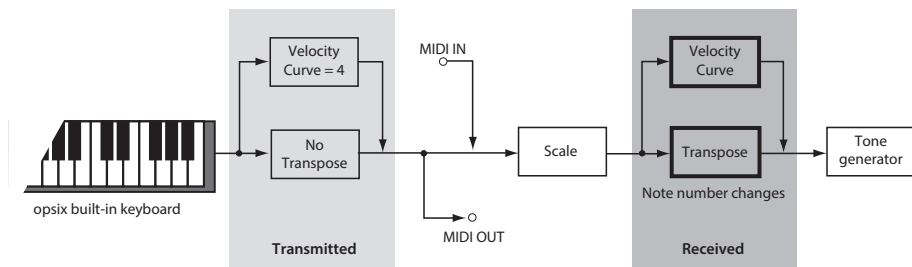 Velocity
Curve = 4
MIDI IN
Velocity
Curve
No
Transpose
Scale
Transpose
Tone
generator
Note number changes
opsix built-in keyboard
MIDI OUT
Transmitted
Received